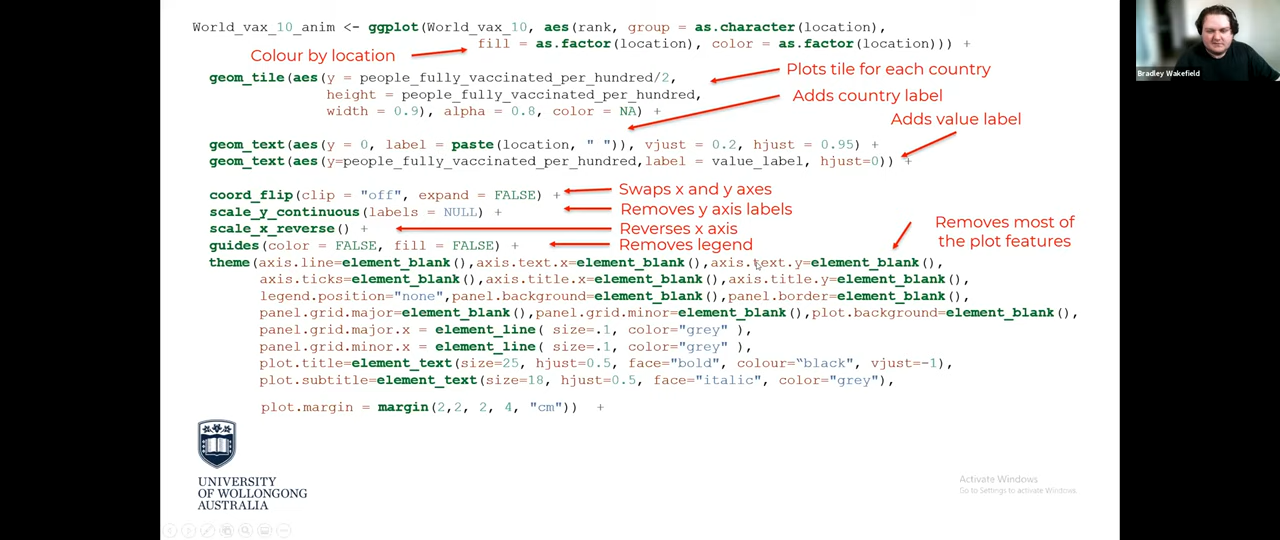 World_vax_10_anim <- ggplot(World_vax_10, aes(rank, group = as.character(location),
fill = as.factor(location), color = as.factor(location))) +
Colour by location
geom_tile(aes(y = people_fully_vaccinated_per_hundred/2,
Plots tile for each country
height = people_fully_vaccinated_per_hundred,
Adds country label
width = 0.9), alpha = 0.8, color = NA) +
Adds value label
geom_text(aes(y = 0, label = paste(location, " ")), vjust = 0.2, hjust = 0.95) +
geom_text(aes(y=people_fully_vaccinated_per_hundred,label = value_label, hjust=0)) +
coord_flip(clip = "off", expand = FALSE) +
Swaps x and y axes
scale_y_continuous(labels = NULL) +
Removes y axis labels
scale_x_reverse() +
Reverses x axis
guides(color = FALSE, fill = FALSE) +
Removes legend
Removes most of
the plot features
theme(axis.line=element_blank(),axis.text.x=element_blank(),axis.text.y=element_blank(),
axis.ticks=element_blank(),axis.title.x=element_blank(),axis.title.y=element_blank(),
legend.position="none",panel.background=element_blank(),panel.border=element_blank(),
panel.grid.major=element_blank(),panel.grid.minor=element_blank(),plot.background=element_blank(),
panel.grid.major.x = element_line( size=.1, color="grey" ),
panel.grid.minor.x = element_line( size=.1, color="grey" ),
plot.title=element_text(size=25, hjust=0.5, face="bold", colour=“black", vjust=-1),
plot.subtitle=element_text(size=18, hjust=0.5, face="italic", color="grey"),
plot.margin = margin(2,2, 2, 4, "cm")) +
UNIVERSITY
OF WOLLONGONG
AUSTRALIA
Activate Windows
Go to Settings to activate Windows
Bradley Wakefield